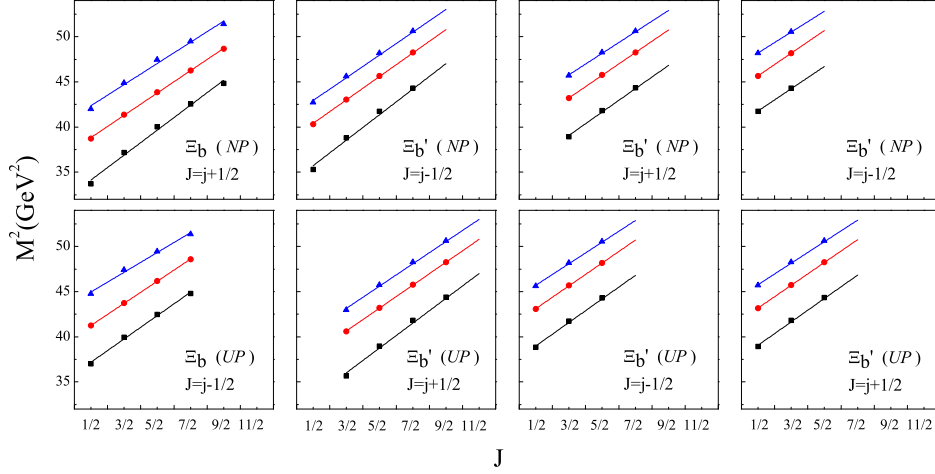 50
45
40
35
Ξb (NP)
J=j+1/2
Ξb' (NP)
J=j-1/2
Ξb' (NP)
J=j+1/2
Ξb' (NP)
J=j-1/2
M²(GeV²)
50
45
40
35
Ξb (UP)
J=j-1/2
Ξb' (UP)
J=j+1/2
Ξb' (UP)
J=j-1/2
Ξb' (UP)
J=j+1/2
1/2 3/2 5/2 7/2 9/2 11/2
1/2 3/2 5/2 7/2 9/2 11/2
1/2 3/2 5/2 7/2 9/2 11/2
1/2 3/2 5/2 7/2 9/2 11/2
J